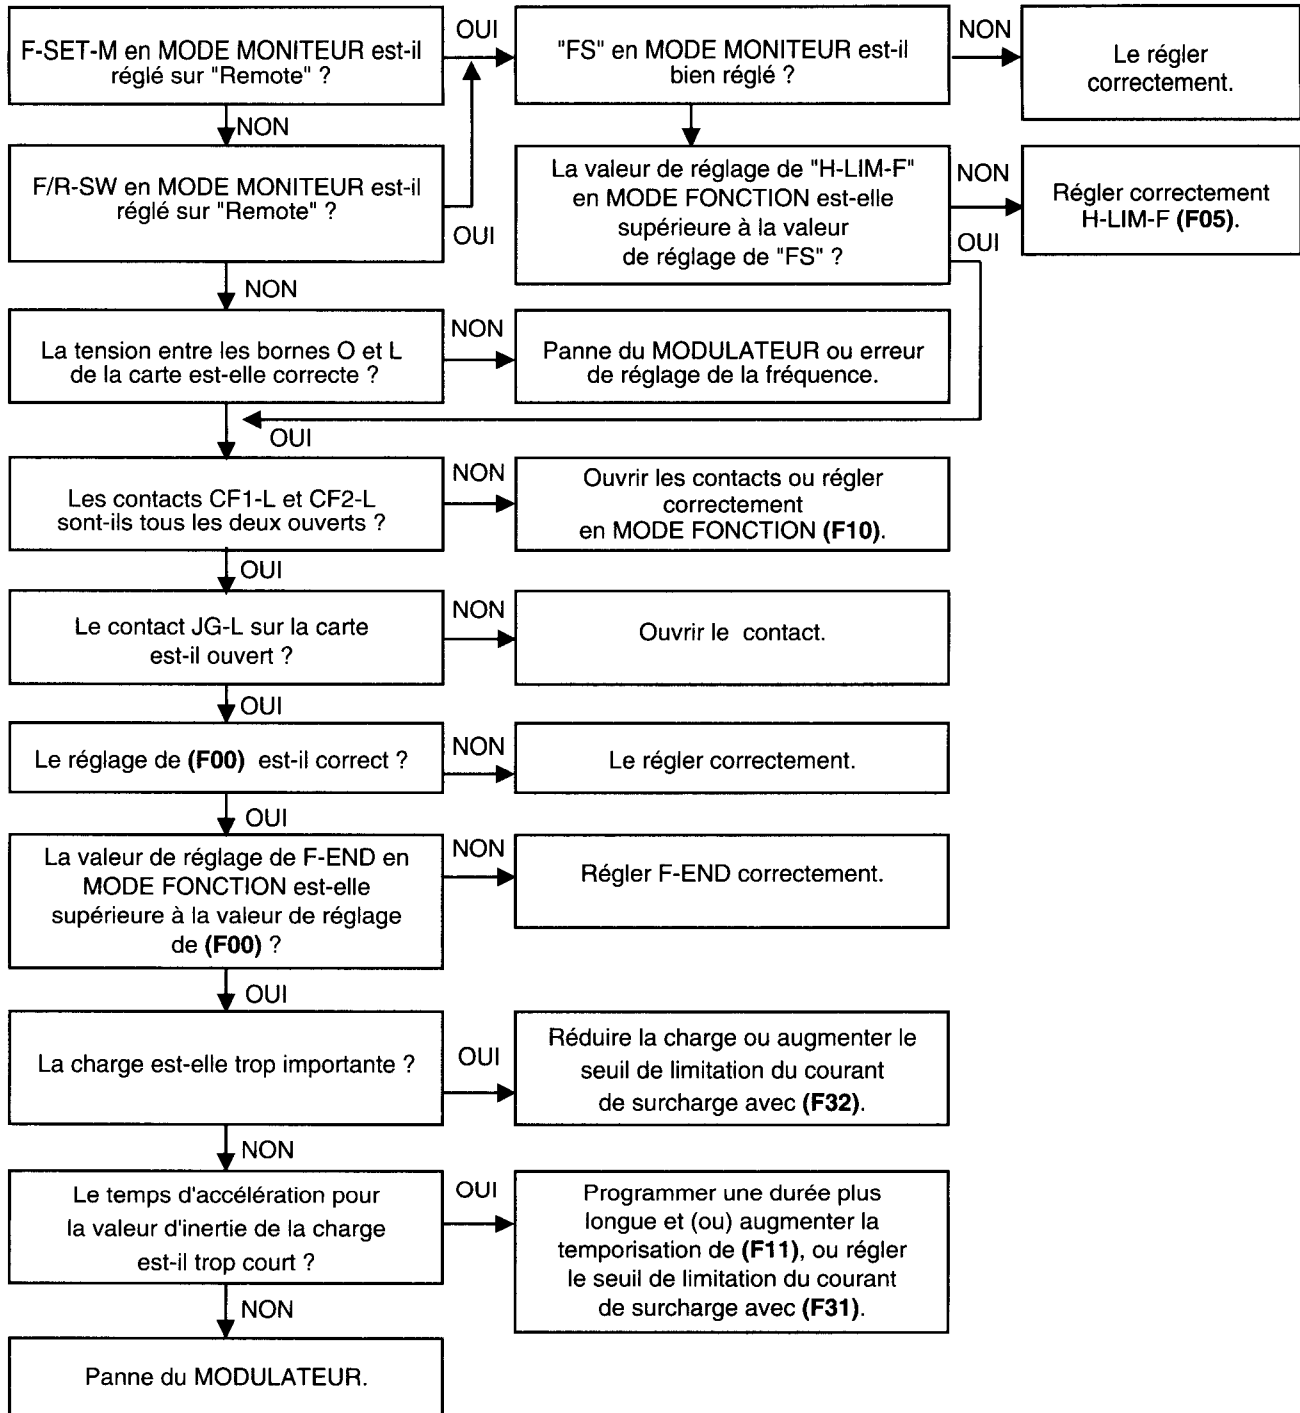 F-SET-M en MODE MONITEUR est-il
réglé sur "Remote" ?
OUI
"FS" en MODE MONITEUR est-il
bien réglé ?
NON
Le régler
correctement.
NON
F/R-SW en MODE MONITEUR est-il
réglé sur "Remote" ?
OUI
La valeur de réglage de "H-LIM-F"
en MODE FONCTION est-elle
supérieure à la valeur
de réglage de "FS" ?
NON
Régler correctement
H-LIM-F (F05).
OUI
NON
La tension entre les bornes O et L
de la carte est-elle correcte ?
NON
Panne du MODULATEUR ou erreur
de réglage de la fréquence.
OUI
Les contacts CF1-L et CF2-L
sont-ils tous les deux ouverts ?
NON
Ouvrir les contacts ou régler
correctement
en MODE FONCTION (F10).
OUI
Le contact JG-L sur la carte
est-il ouvert ?
NON
Ouvrir le contact.
OUI
Le réglage de (F00) est-il correct ?
NON
Le régler correctement.
OUI
La valeur de réglage de F-END en
MODE FONCTION est-elle
supérieure à la valeur de réglage
de (F00) ?
NON
Régler F-END correctement.
OUI
La charge est-elle trop importante ?
OUI
Réduire la charge ou augmenter le
seuil de limitation du courant
de surcharge avec (F32).
NON
Le temps d'accélération pour
la valeur d'inertie de la charge
est-il trop court ?
OUI
Programmer une durée plus
longue et (ou) augmenter la
temporisation de (F11), ou régler
le seuil de limitation du courant
de surcharge avec (F31).
NON
Panne du MODULATEUR.